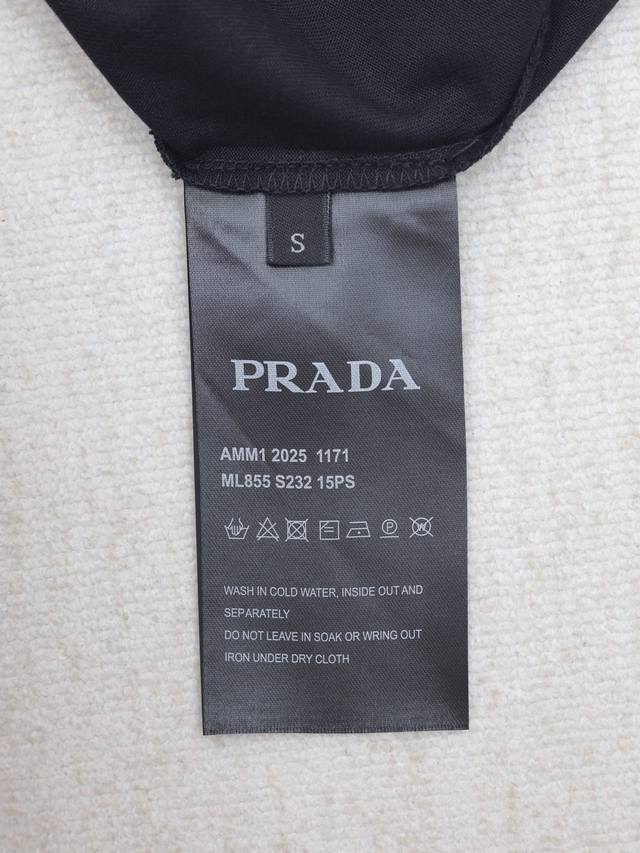 S
PRADA
AMM1 2025 1171
ML855 S232 15PS
P W
WASH IN COLD WATER, INSIDE OUT AND
SEPARATELY
DO NOT LEAVE IN SOAK OR WRING OUT
IRON UNDER DRY CLOTH